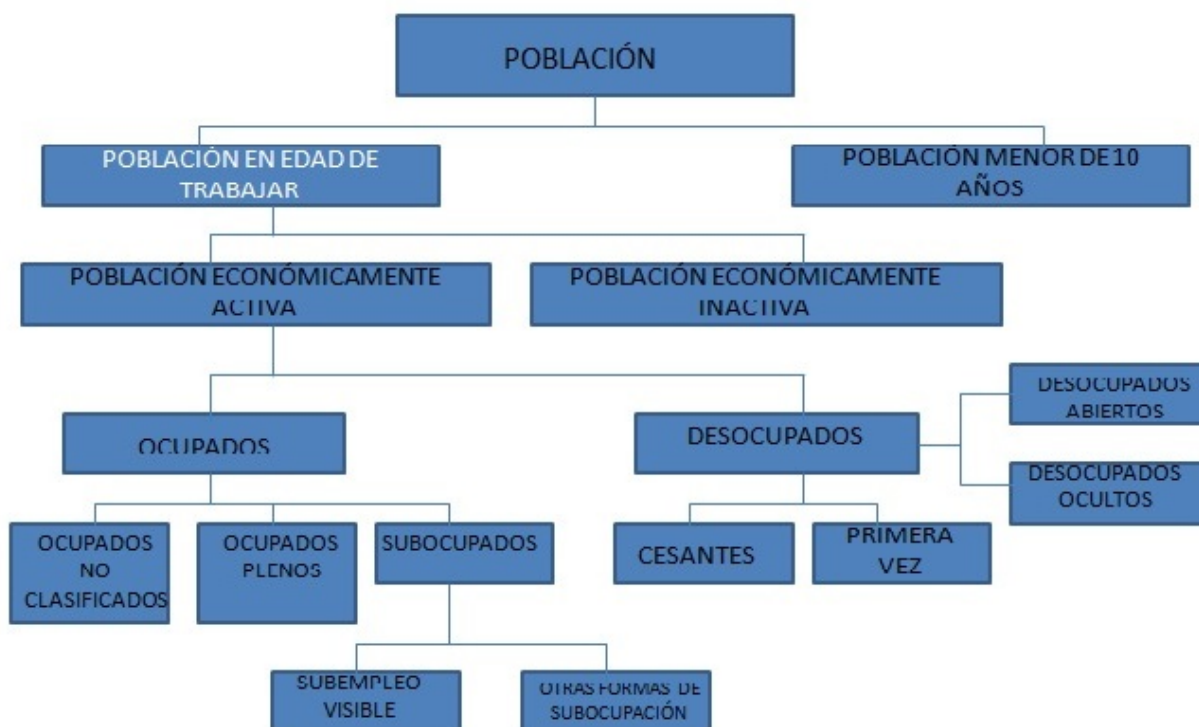 POBLACIÓN
POBLACIÓN EN EDAD DE
TRABAJAR
POBLACIÓN MENOR DE 10
AÑOS
POBLACIÓN ECONÓMICAMENTE
ACTIVA
POBLACIÓN ECONÓMICAMENTE
INACTIVA
OCUPADOS
DESOCUPADOS
DESOCUPADOS
ABIERTOS
DESOCUPADOS
OCULTOS
OCUPADOS
NO
CLASIFICADOS
OCUPADOS
PLENOS
SUBOCUPADOS
CESANTES
PRIMERA
VEZ
SUBEMPLEO
VISIBLE
OTRAS FORMAS DE
SUBOCUPACIÓN